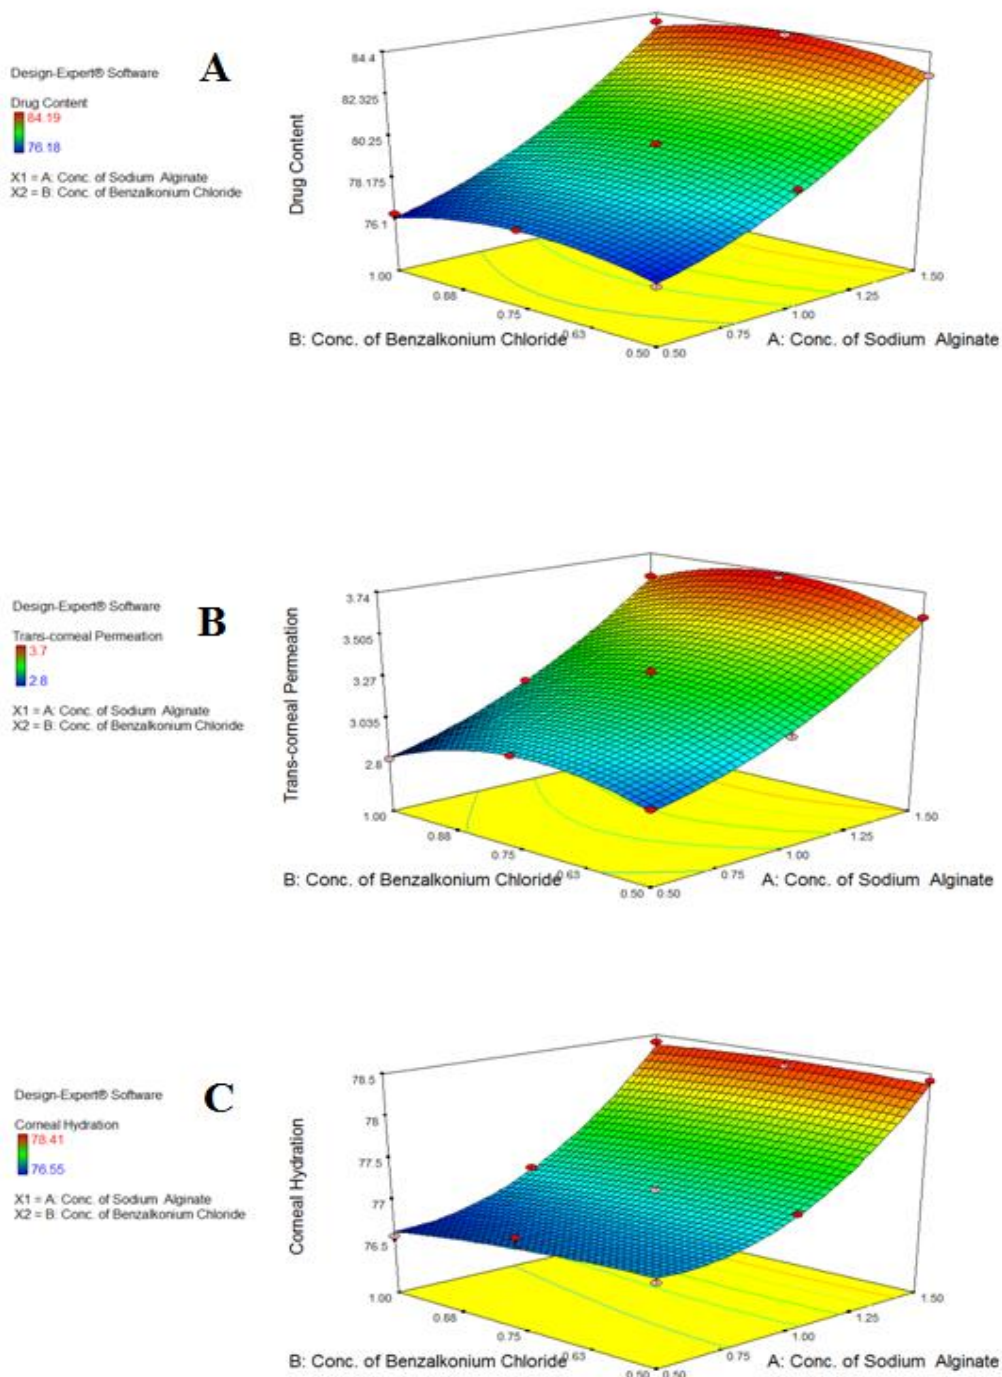 A
Design-Expert® Software
Drug Content
84.19
76.18
X1 = A: Conc. of Sodium Alginate
X2 = B: Conc. of Benzalkonium Chloride
84.4
82.325
80.25
78.175
76.1
Drug Content
1.00
0.88
0.75
0.63
0.50
0.50
0.75
1.00
1.25
1.50
B: Conc. of Benzalkonium Chloride
A: Conc. of Sodium Alginate
B
Design-Expert® Software
Trans-corneal Permeation
3.7
2.8
X1 = A: Conc. of Sodium Alginate
X2 = B: Conc. of Benzalkonium Chloride
3.74
3.505
3.27
3.035
2.8
Trans-corneal Permeation
1.00
0.88
0.75
0.63
0.50
0.50
0.75
1.00
1.25
1.50
B: Conc. of Benzalkonium Chloride
A: Conc. of Sodium Alginate
C
Design-Expert® Software
Corneal Hydration
78.41
76.55
X1 = A: Conc. of Sodium Alginate
X2 = B: Conc. of Benzalkonium Chloride
78.5
78
77.5
77
76.5
Corneal Hydration
1.00
0.88
0.75
0.63
0.50
0.50
0.75
1.00
1.25
1.50
B: Conc. of Benzalkonium Chloride
A: Conc. of Sodium Alginate